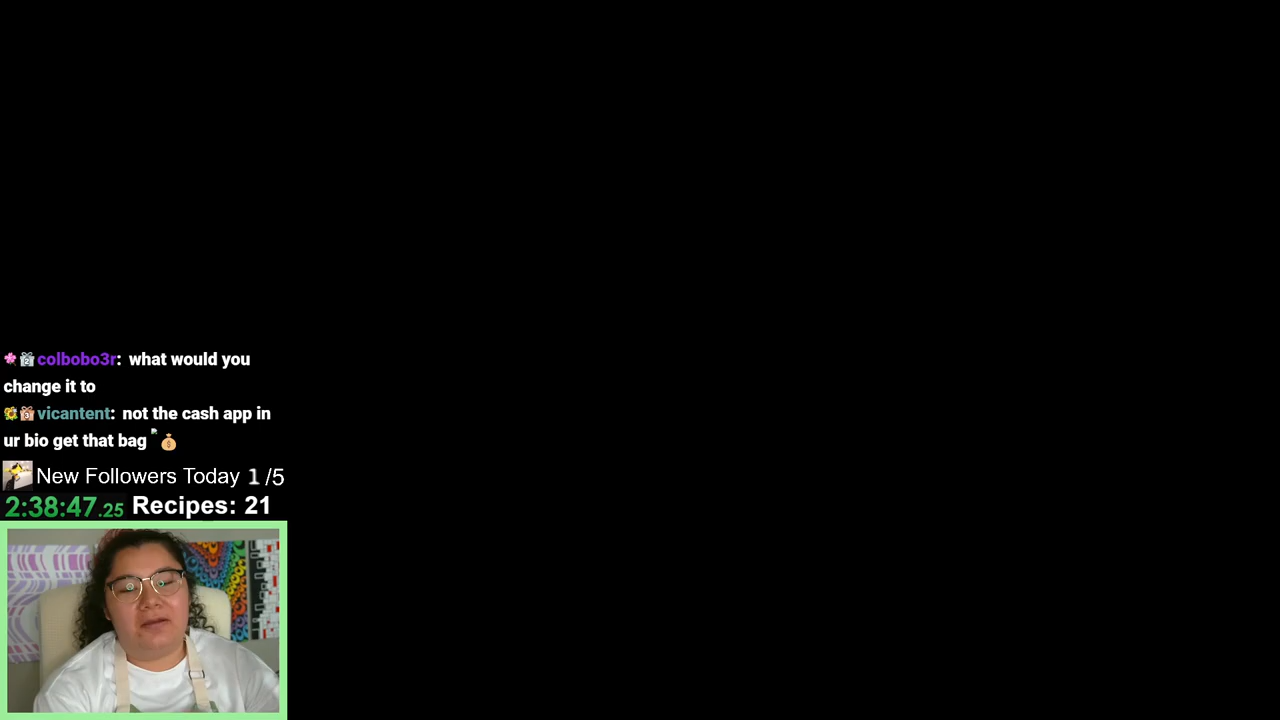 colbobo3r: what would you
change it to
vicantent: not the cash app in
ur bio get that bag
New Followers Today 1/5
2:38:47.25 Recipes: 21